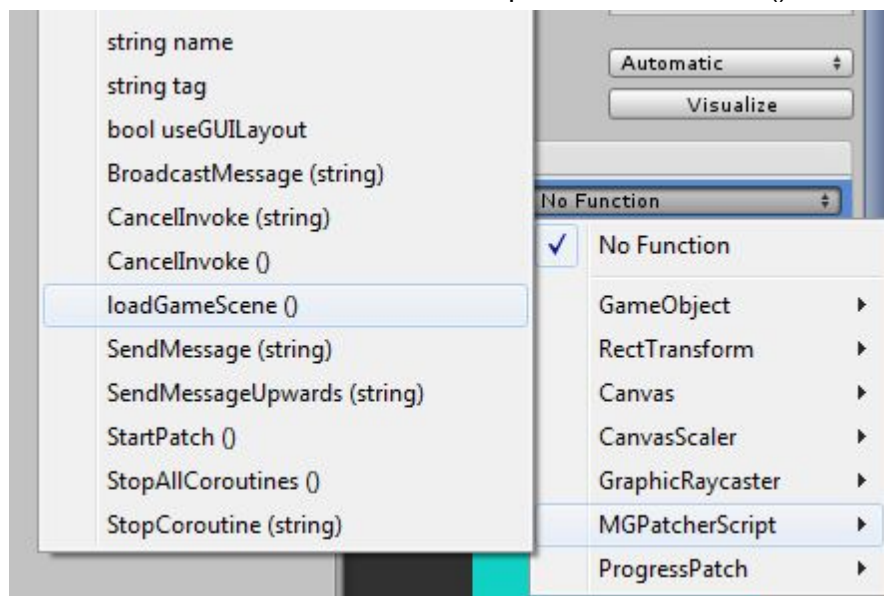 string name
string tag
bool useGUILayout
BroadcastMessage (string)
CancelInvoke (string)
CancelInvoke ()
loadGameScene ()
SendMessage (string)
SendMessageUpwards (string)
StartPatch ()
StopAllCoroutines ()
StopCoroutine (string)
Automatic
Visualize
No Function
No Function
GameObject
RectTransform
Canvas
CanvasScaler
GraphicRaycaster
MGPatcherScript
ProgressPatch